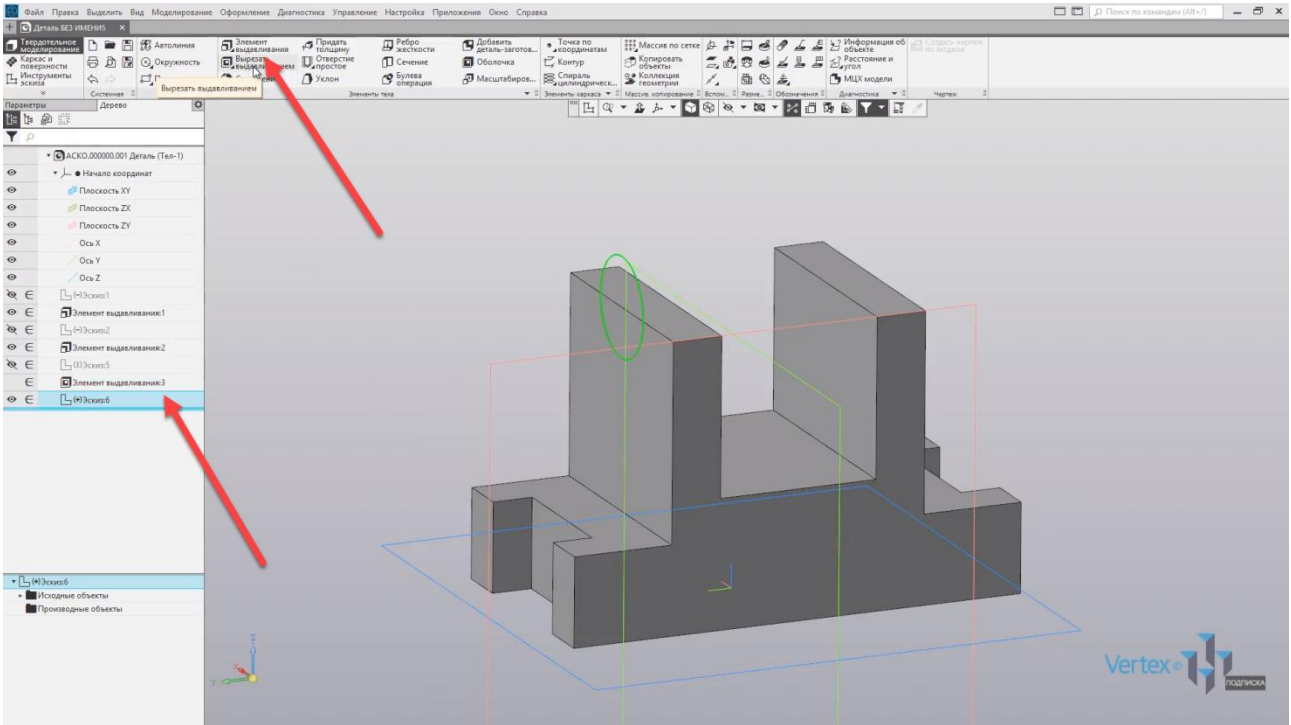 Файл Правка Выделить Вид Моделирование Оформление Диагностика Управление Настройка Приложения Окно Справка
Поиск по командам (Alt+/)
Деталь БЕЗ ИМЕНИ5
Твердотельное моделирование
Каркас и поверхности
Инструменты эскиза
Системная
Автолиния
Окружность
Элемент выдавливания
Вырезать выдавливанием
Придать толщину
Отверстие простое
Уклон
Ребро жесткости
Сечение
Булева операция
Добавить деталь-заготов...
Оболочка
Масштабиров...
Элементы тела
Точка по координатам
Контур
Спираль цилиндрическ...
Элементы каркаса
Массив по сетке
Копировать объекты
Коллекция геометрии
Массив, копирование
Вспом...
Разме...
Обозначения
Информация об объекте
Расстояние и угол
МЦХ модели
Диагностика
Создать чертеж по модели
Чертеж
Вырезать выдавливанием
Параметры
Дерево
АСКО.000000.001 Деталь (Тел-1)
Начало координат
Плоскость XY
Плоскость ZX
Плоскость ZY
Ось X
Ось Y
Ось Z
(-)Эскиз:1
Элемент выдавливания:1
(-)Эскиз:2
Элемент выдавливания:2
Элемент выдавливания:3
(+)Эскиз:6
(+)Эскиз:6
Исходные объекты
Производные объекты
Z
X
Y
Vertex
ПОДПИСКА